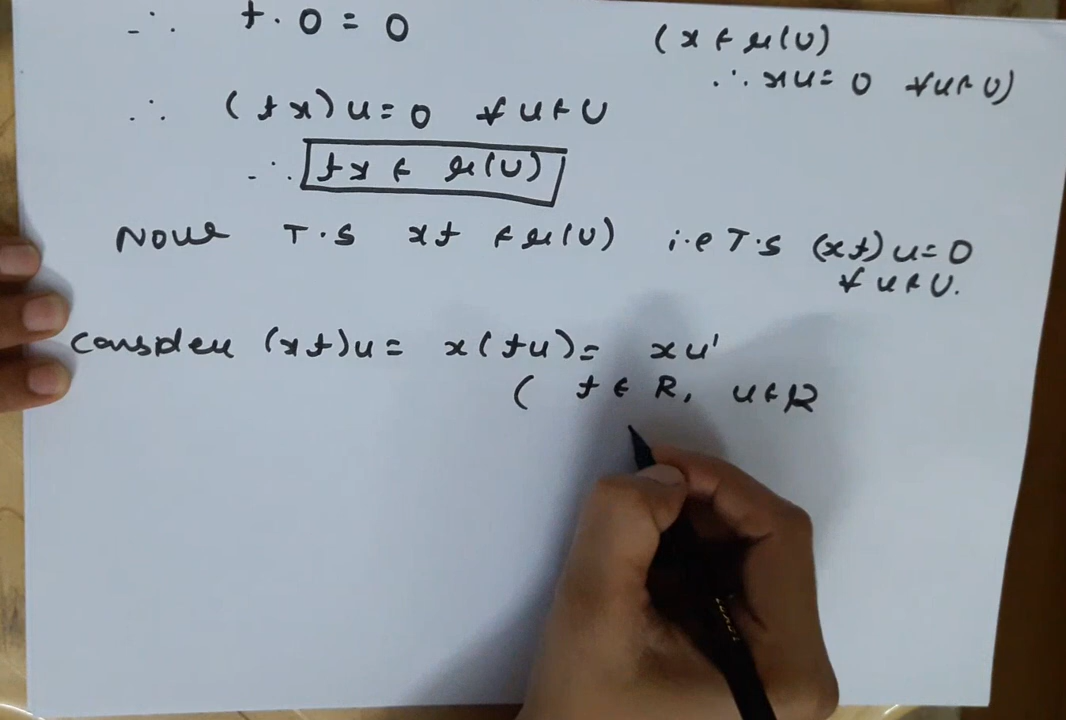 ∴ t. 0 = 0
(x ∈ r(U)
∴ xu = 0 ∀u∈U)
∴ (tx)u = 0 ∀ u∈U
∴ tx ∈ r(U)
Now T.S xt ∈ r(U) i.e T.S (xt)u = 0
∀ u∈U.
Consider (xt)u = x(tu) = xu'
( t ∈ R, u∈R